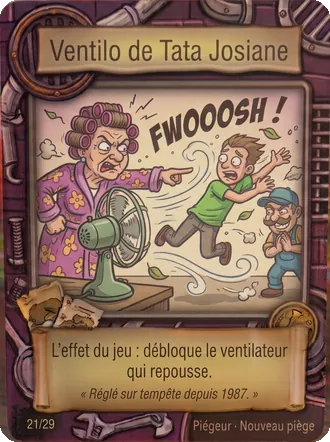 Ventilo de Tata Josiane
FWOOOSH !
L'effet du jeu : débloque le ventilateur
qui repousse.
« Réglé sur tempête depuis 1987. »
21/29
Piégeur · Nouveau piège